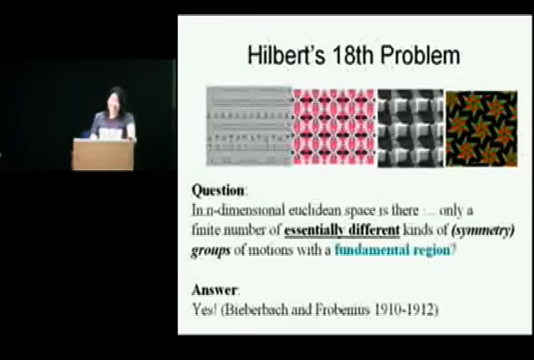 Hilbert's 18th Problem
Question:
In n-dimensional euclidean space is there ... only a
finite number of essentially different kinds of (symmetry)
groups of motions with a fundamental region?
Answer:
Yes! (Bieberbach and Frobenius 1910-1912)